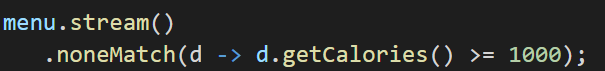 menu.stream()
    .noneMatch(d -> d.getCalories() >= 1000);